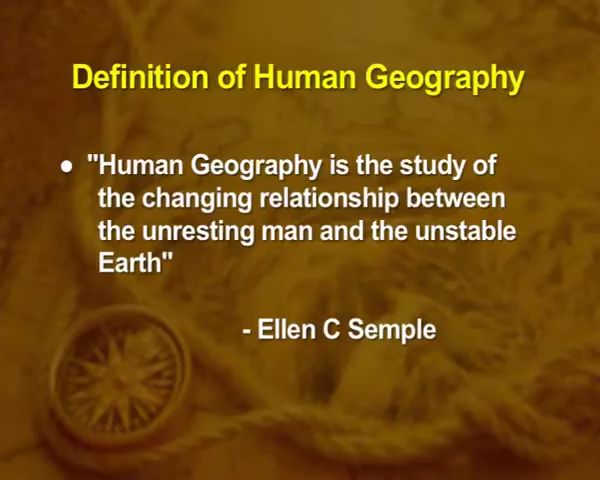 Definition of Human Geography
● "Human Geography is the study of
the changing relationship between
the unresting man and the unstable
Earth"
- Ellen C Semple